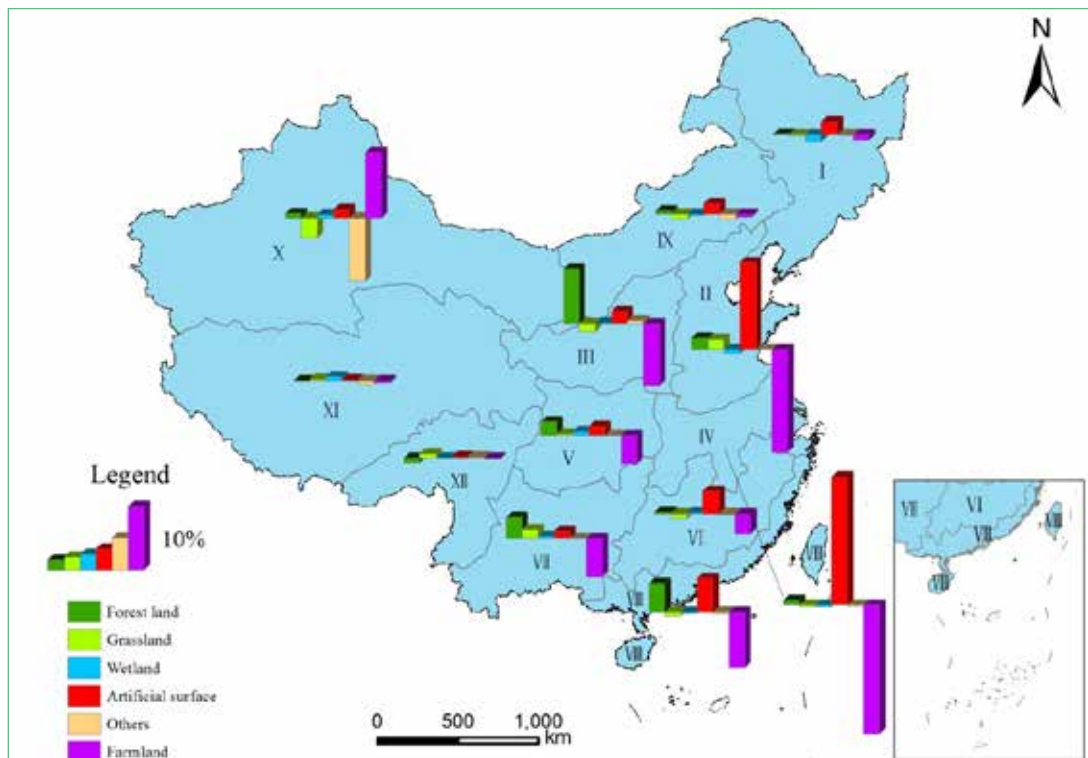 N
I
IX
X
II
III
XI
IV
V
XII
VI
VII
VIII
VIII
VIII
VII
VI
VIII
VIII
VIII
Legend
10%
Forest land
Grassland
Wetland
Artificial surface
Others
Farmland
0 500 1,000
km